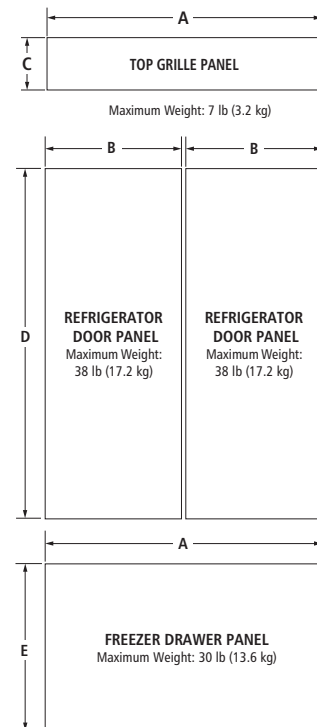 A
C
TOP GRILLE PANEL
Maximum Weight: 7 lb (3.2 kg)
B
B
D
REFRIGERATOR
DOOR PANEL
Maximum Weight:
38 lb (17.2 kg)
REFRIGERATOR
DOOR PANEL
Maximum Weight:
38 lb (17.2 kg)
A
E
FREEZER DRAWER PANEL
Maximum Weight: 30 lb (13.6 kg)